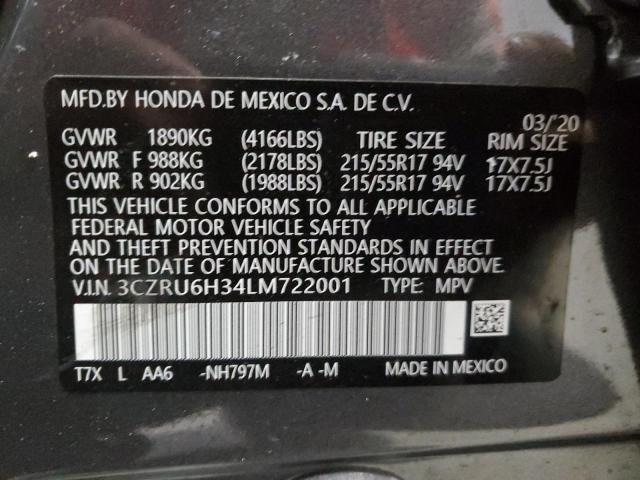 MFD.BY HONDA DE MEXICO S.A. DE C.V.
03/'20
GVWR 1890KG (4166LBS) TIRE SIZE RIM SIZE
GVWR F 988KG (2178LBS) 215/55R17 94V 17X7.5J
GVWR R 902KG (1988LBS) 215/55R17 94V 17X7.5J
THIS VEHICLE CONFORMS TO ALL APPLICABLE
FEDERAL MOTOR VEHICLE SAFETY
AND THEFT PREVENTION STANDARDS IN EFFECT
ON THE DATE OF MANUFACTURE SHOWN ABOVE.
V.I.N. 3CZRU6H34LM722001 TYPE: MPV
T7X L AA6 -NH797M -A -M MADE IN MEXICO